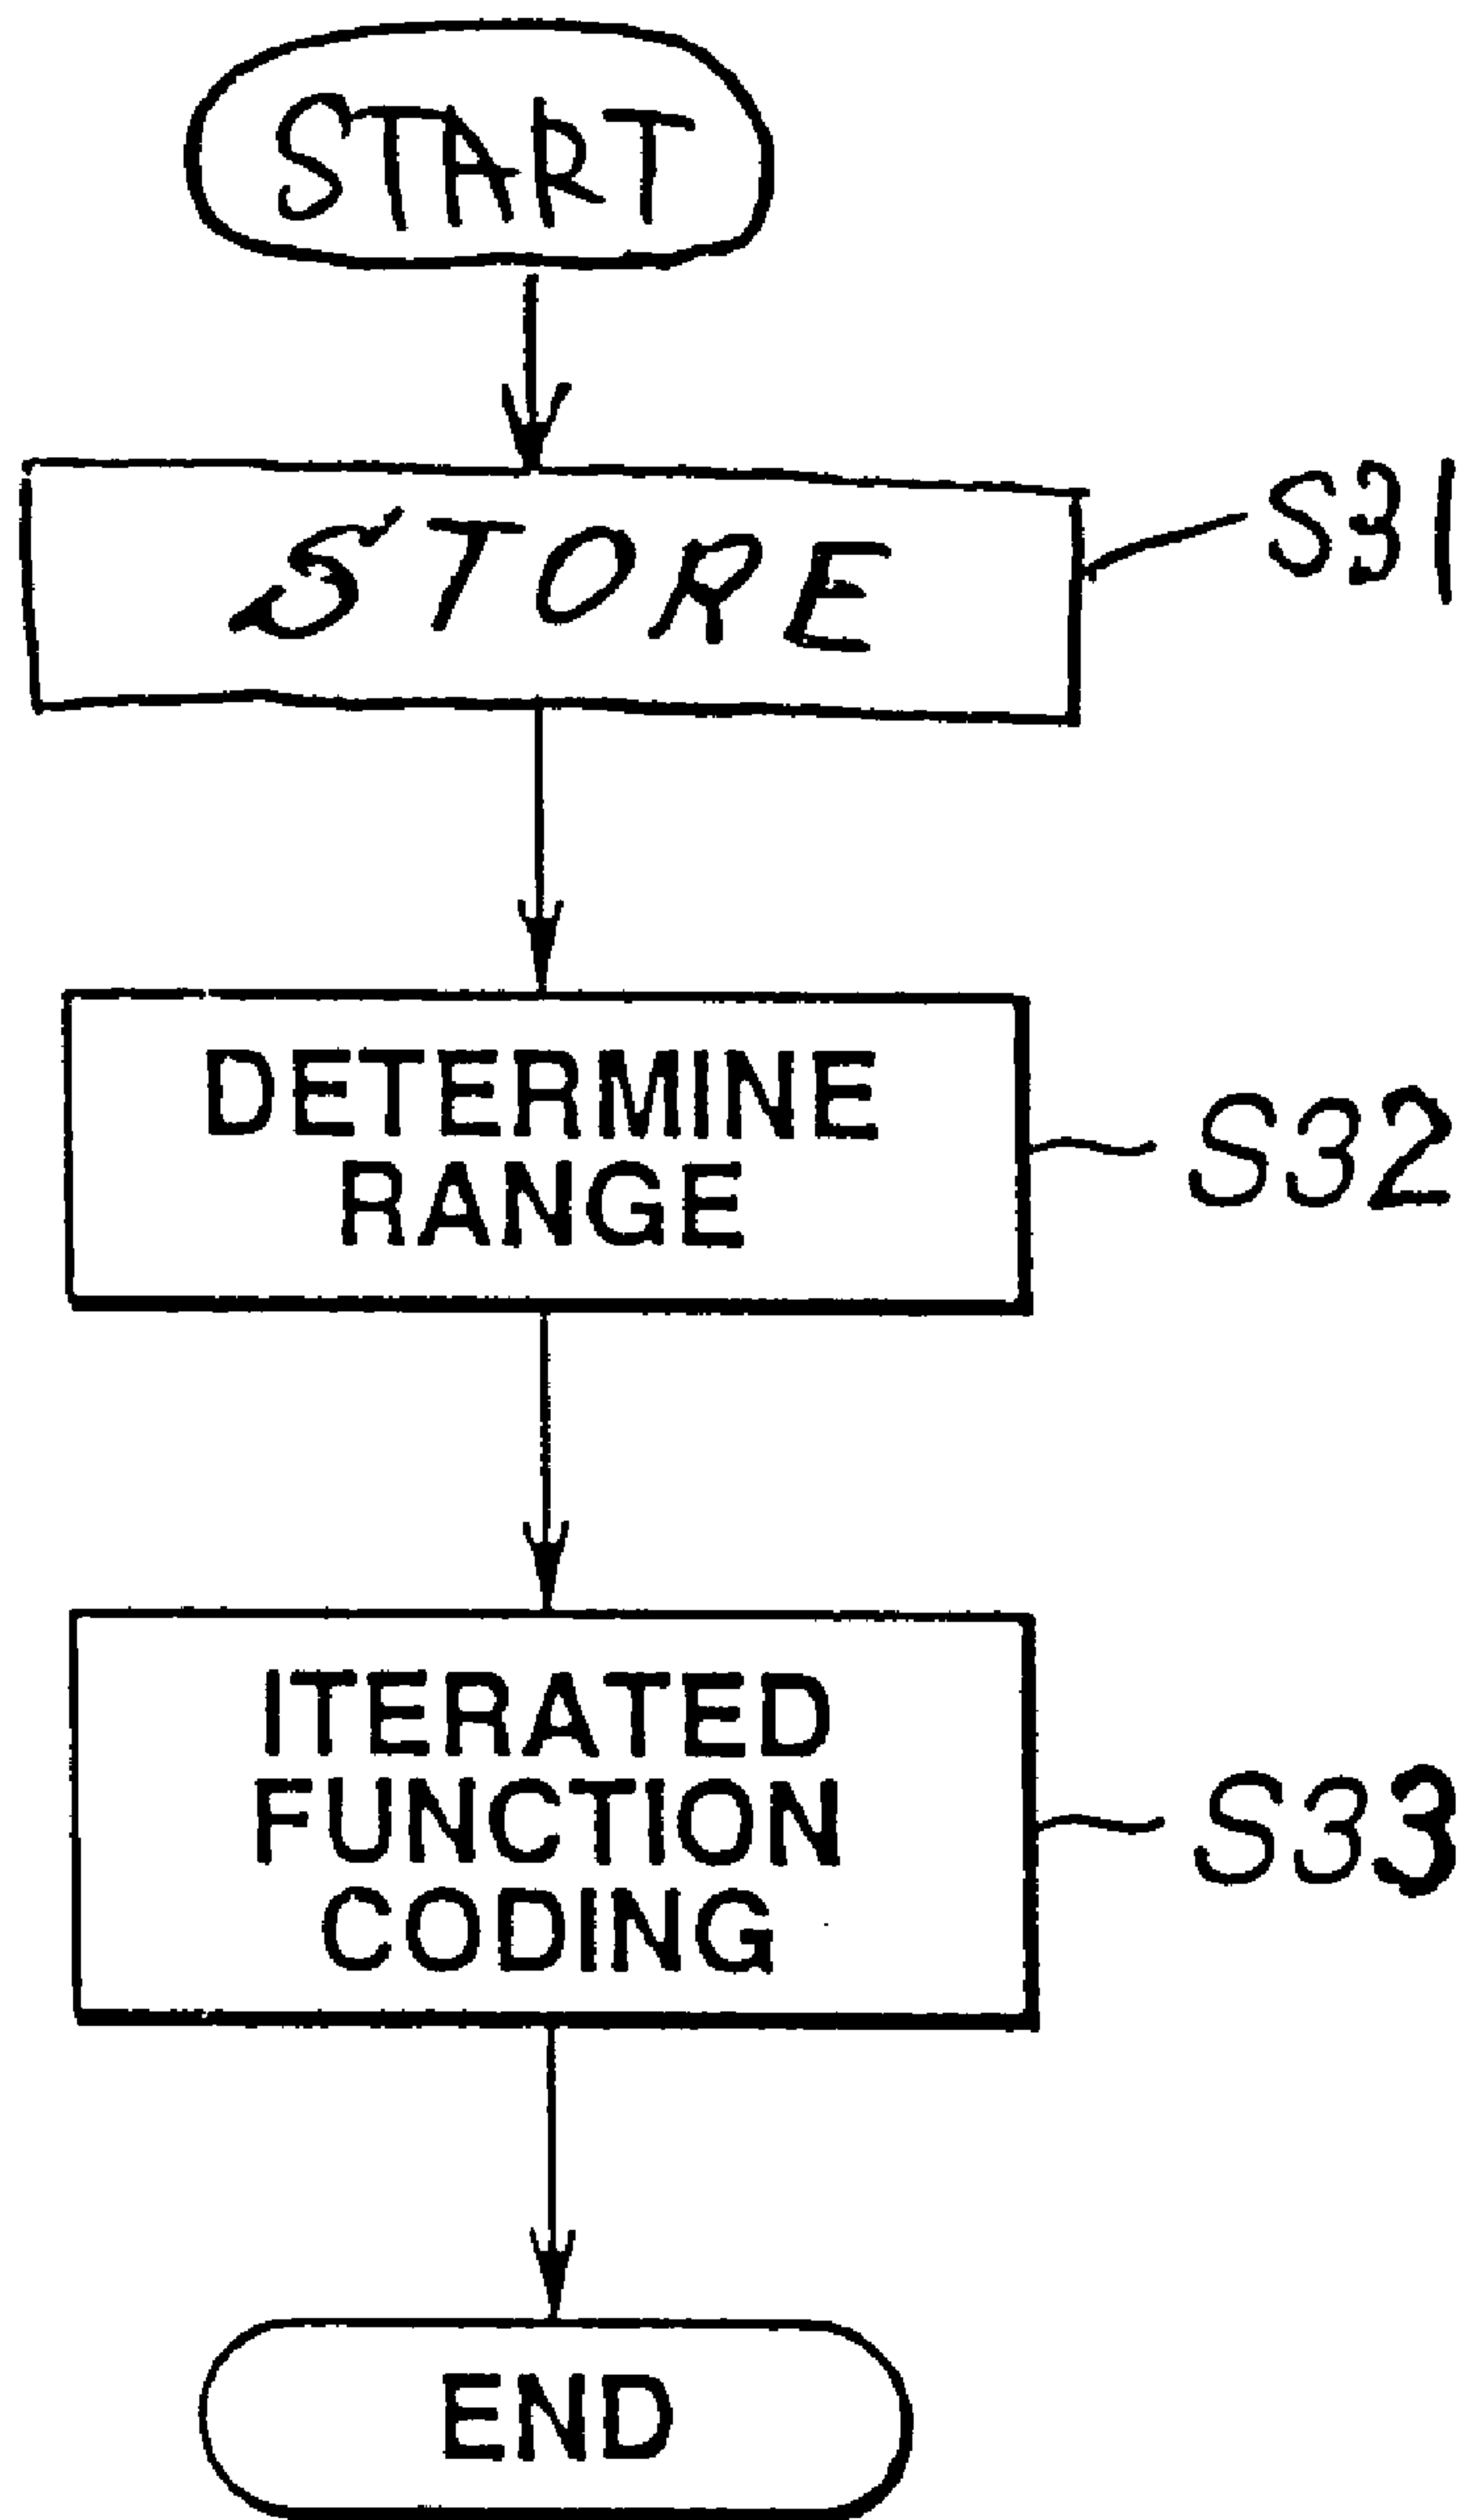 START
STORE
S31
DETERMINE
RANGE
S32
ITERATED
FUNCTION
CODING
S33
END